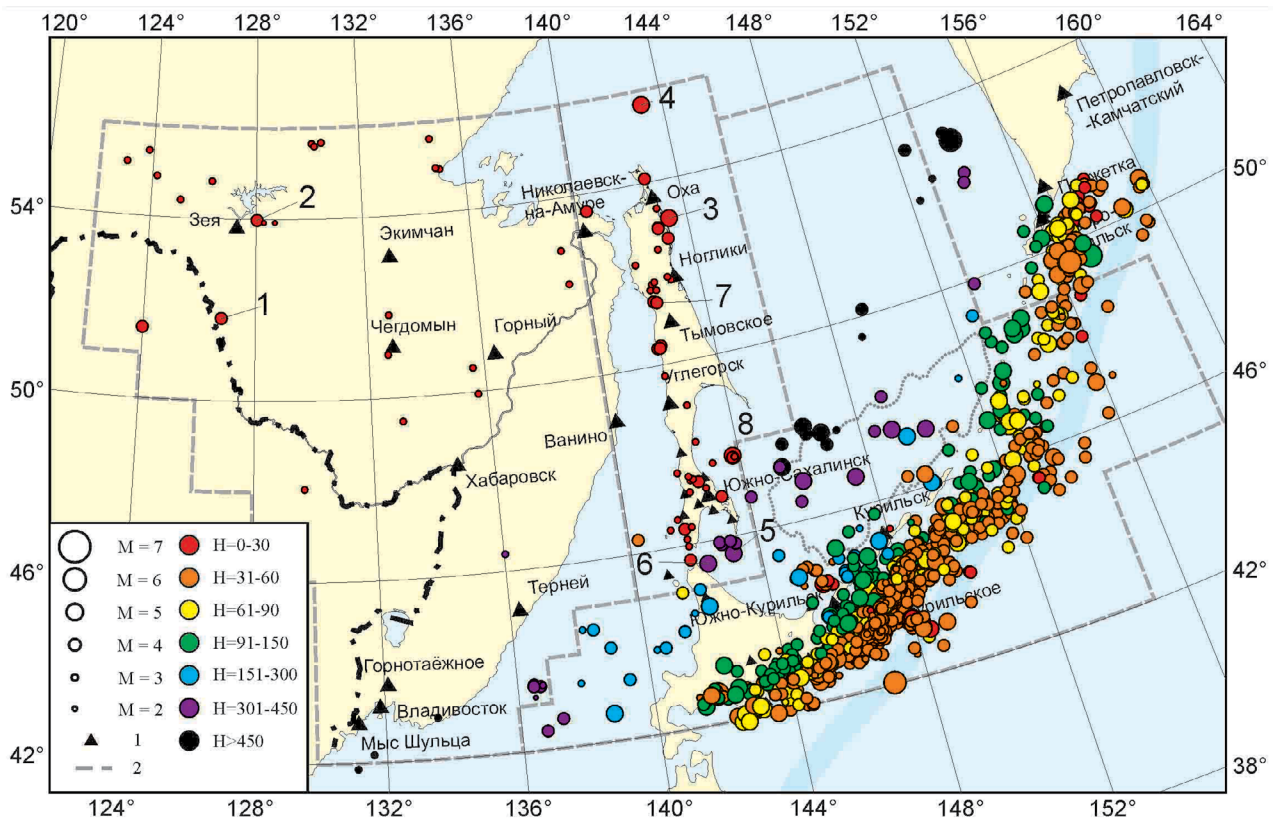 120° 124° 128° 132° 136° 140° 144° 148° 152° 156° 160° 164°
Петропавловск-
-Камчатский
4
50°
Николаевск-
на-Амуре
Оха
54°
2
Зея
3
Экимчан
Ноглики
1
7
Чегдомын
Горный
Тымовское
Углегорск
50°
46°
8
Ванино
Хабаровск
Южно-Сахалинск
Курильск
5
6
46°
42°
Терней
Южно-Курильск
Горнотаёжное
Владивосток
Мыс Шульца
42°
38°
M = 7 H=0-30
M = 6 H=31-60
M = 5 H=61-90
M = 4 H=91-150
M = 3 H=151-300
M = 2 H=301-450
1 H>450
2
124° 128° 132° 136° 140° 144° 148° 152°